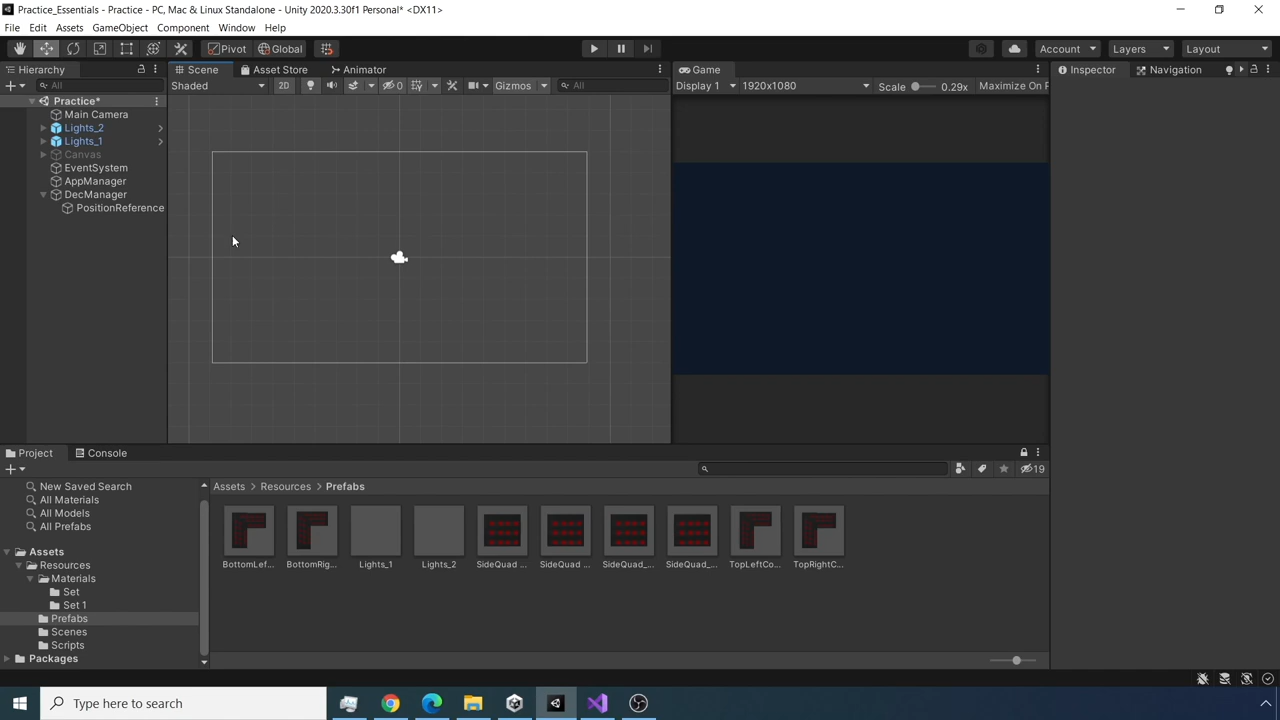 Practice_Essentials - Practice - PC, Mac & Linux Standalone - Unity 2020.3.30f1 Personal* <DX11>
File Edit Assets GameObject Component Window Help
Pivot Global Account Layers Layout
Hierarchy Scene Asset Store Animator Game Inspector Navigation
All Shaded 2D 0 Gizmos All Display 1 1920x1080 Scale 0.29x Maximize On P
Practice*
Main Camera
Lights_2
Lights_1
Canvas
EventSystem
AppManager
DecManager
PositionReference
Project Console
19
New Savd Search
All Materials
All Models
All Prefabs
Assets
Resources
Materials
Set
Set 1
Prefabs
Scenes
Scripts
Packages
Assets > Resources > Prefabs
BottomLef... BottomRig... Lights_1 Lights_2 SideQuad ... SideQuad ... SideQuad_... SideQuad_... TopLeftCo... TopRightC...
Type here to search